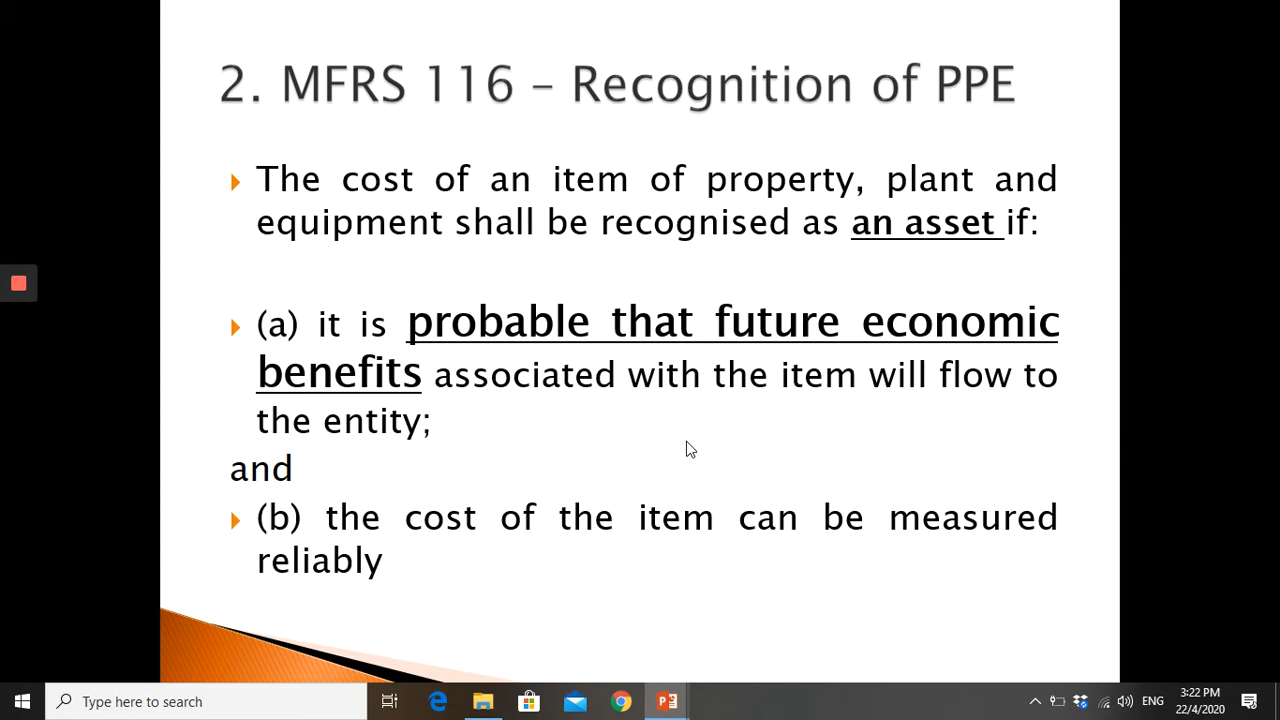 2. MFRS 116 – Recognition of PPE
The cost of an item of property, plant and
equipment shall be recognised as an asset if:
(a) it is probable that future economic
benefits associated with the item will flow to
the entity;
and
(b) the cost of the item can be measured
reliably
Type here to search
ENG
3:22 PM
22/4/2020